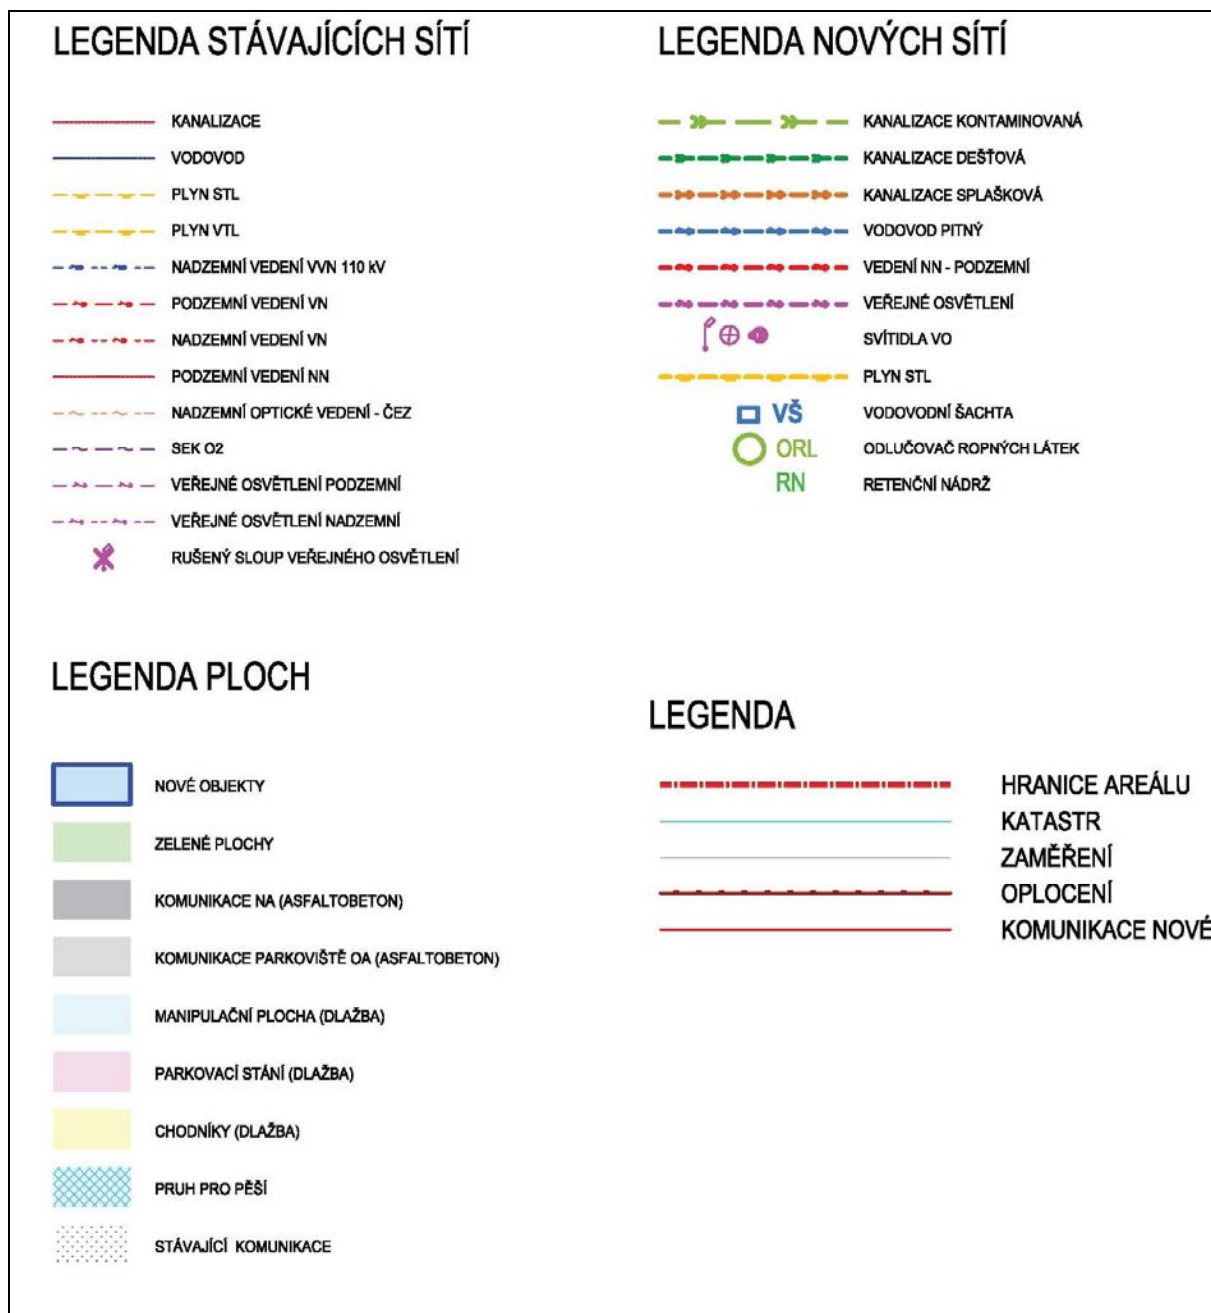 LEGENDA STÁVAJÍCÍCH SÍTÍ
KANALIZACE
VODOVOD
PLYN STL
PLYN VTL
NADZEMNÍ VEDENÍ VVN 110 kV
PODZEMNÍ VEDENÍ VN
NADZEMNÍ VEDENÍ VN
PODZEMNÍ VEDENÍ NN
NADZEMNÍ OPTICKÉ VEDENÍ - ČEZ
SEK O2
VEŘEJNÉ OSVĚTLENÍ PODZEMNÍ
VEŘEJNÉ OSVĚTLENÍ NADZEMNÍ
RUŠENÝ SLOUP VEŘEJNÉHO OSVĚTLENÍ
LEGENDA NOVÝCH SÍTÍ
KANALIZACE KONTAMINOVANÁ
KANALIZACE DEŠŤOVÁ
KANALIZACE SPLAŠKOVÁ
VODOVOD PITNÝ
VEDENÍ NN - PODZEMNÍ
VEŘEJNÉ OSVĚTLENÍ
SVÍTIDLA VO
PLYN STL
VŠ VODOVODNÍ ŠACHTA
ORL ODLUČOVAČ ROPNÝCH LÁTEK
RN RETENČNÍ NÁDRŽ
LEGENDA PLOCH
NOVÉ OBJEKTY
ZELENÉ PLOCHY
KOMUNIKACE NA (ASFALTOBETON)
KOMUNIKACE PARKOVIŠTĚ OA (ASFALTOBETON)
MANIPULAČNÍ PLOCHA (DLAŽBA)
PARKOVACÍ STÁNÍ (DLAŽBA)
CHODNÍKY (DLAŽBA)
PRUH PRO PĚŠÍ
STÁVAJÍCÍ KOMUNIKACE
LEGENDA
HRANICE AREÁLU
KATASTR
ZAMĚŘENÍ
OPLOCENÍ
KOMUNIKACE NOVÉ